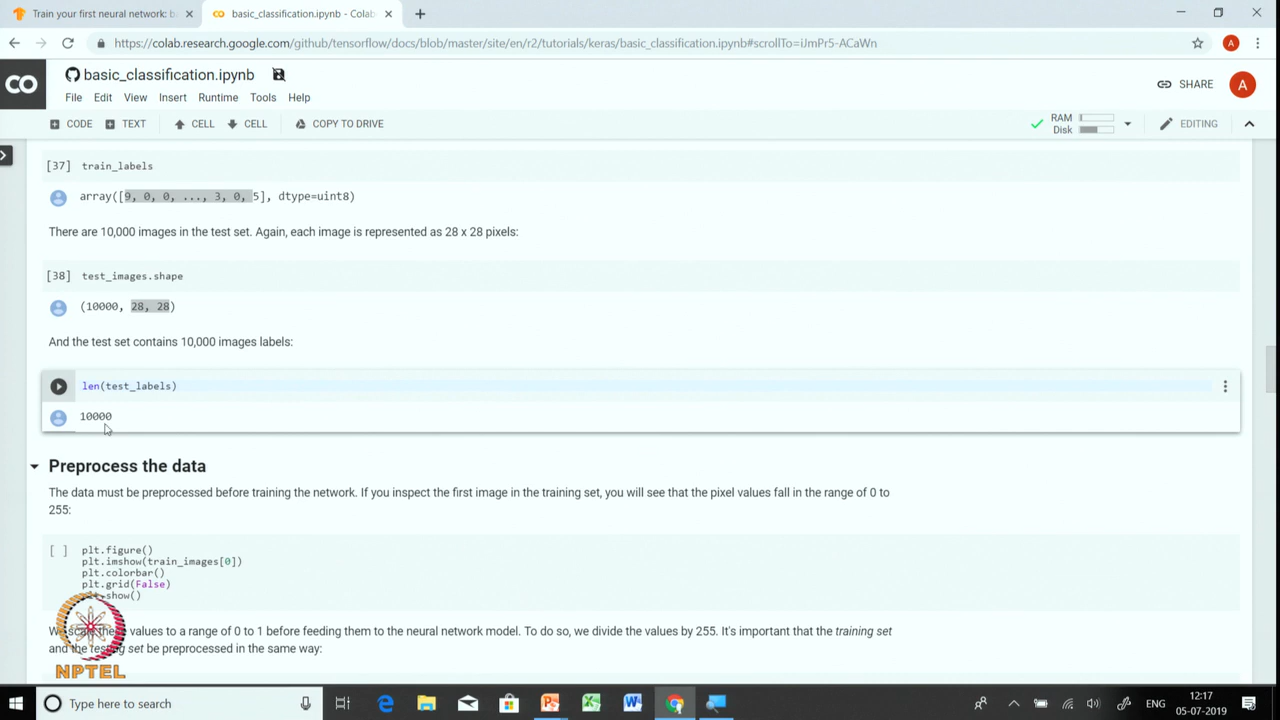 Train your first neural network: b
basic_classification.ipynb - Colab
https://colab.research.google.com/github/tensorflow/docs/blob/master/site/en/r2/tutorials/keras/basic_classification.ipynb#scrollTo=iJmPr5-ACaWn
A
CO
basic_classification.ipynb
SHARE
A
File Edit View Insert Runtime Tools Help
CODE TEXT CELL CELL COPY TO DRIVE
RAM
Disk
EDITING
[37] train_labels
array([9, 0, 0, ..., 3, 0, 5], dtype=uint8)
There are 10,000 images in the test set. Again, each image is represented as 28 x 28 pixels:
[38] test_images.shape
(10000, 28, 28)
And the test set contains 10,000 images labels:
len(test_labels)
10000
Preprocess the data
The data must be preprocessed before training the network. If you inspect the first image in the training set, you will see that the pixel values fall in the range of 0 to
255:
[ ] plt.figure()
plt.imshow(train_images[0])
plt.colorbar()
plt.grid(False)
show()
We scale these values to a range of 0 to 1 before feeding them to the neural network model. To do so, we divide the values by 255. It's important that the training set
and the testing set be preprocessed in the same way:
NPTEL
Type here to search
ENG
12:17
05-07-2019